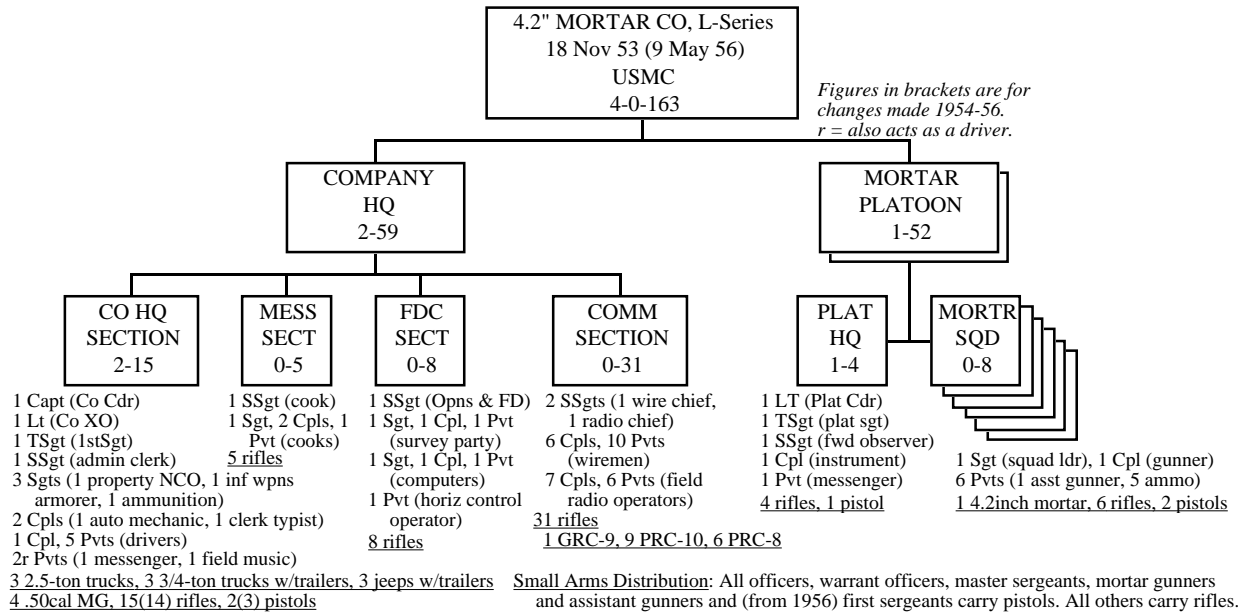 4.2" MORTAR CO, L-Series
18 Nov 53 (9 May 56)
USMC
4-0-163
Figures in brackets are for
changes made 1954-56.
r = also acts as a driver.
COMPANY
HQ
2-59
MORTAR
PLATOON
1-52
CO HQ
SECTION
2-15
1 Capt (Co Cdr)
1 Lt (Co XO)
1 TSgt (1stSgt)
1 SSgt (admin clerk)
3 Sgts (1 property NCO, 1 inf wpns
armorer, 1 ammunition)
2 Cpls (1 auto mechanic, 1 clerk typist)
1 Cpl, 5 Pvts (drivers)
2r Pvts (1 messenger, 1 field music)
3 2.5-ton trucks, 3 3/4-ton trucks w/trailers, 3 jeeps w/trailers
4 .50cal MG, 15(14) rifles, 2(3) pistols
MESS
SECT
0-5
1 SSgt (cook)
1 Sgt, 2 Cpls, 1
Pvt (cooks)
5 rifles
FDC
SECT
0-8
1 SSgt (Opns & FD)
1 Sgt, 1 Cpl, 1 Pvt
(survey party)
1 Sgt, 1 Cpl, 1 Pvt
(computers)
1 Pvt (horiz control
operator)
8 rifles
COMM
SECTION
0-31
2 SSgts (1 wire chief,
1 radio chief)
6 Cpls, 10 Pvts
(wiremen)
7 Cpls, 6 Pvts (field
radio operators)
31 rifles
1 GRC-9, 9 PRC-10, 6 PRC-8
PLAT
HQ
1-4
1 LT (Plat Cdr)
1 TSgt (plat sgt)
1 SSgt (fwd observer)
1 Cpl (instrument)
1 Pvt (messenger)
4 rifles, 1 pistol
MORTR
SQD
0-8
1 Sgt (squad ldr), 1 Cpl (gunner)
6 Pvts (1 asst gunner, 5 ammo)
1 4.2inch mortar, 6 rifles, 2 pistols
Small Arms Distribution: All officers, warrant officers, master sergeants, mortar gunners
and assistant gunners and (from 1956) first sergeants carry pistols. All others carry rifles.